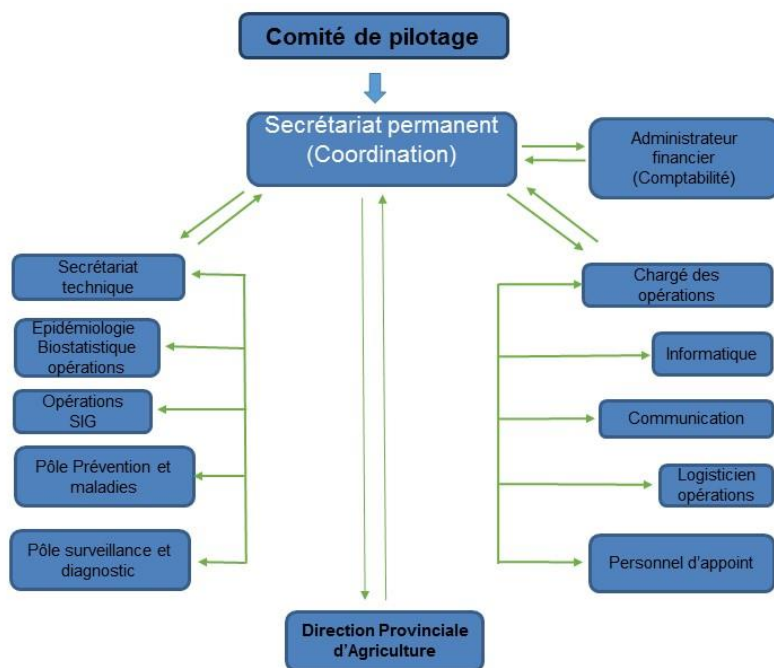 Comité de pilotage
Secrétariat permanent
(Coordination)
Administrateur
financier
(Comptabilité)
Secrétariat
technique
Epidémiologie
Biostatistique
opérations
Opérations
SIG
Pôle Prévention et
maladies
Pôle surveillance et
diagnostic
Chargé des
opérations
Informatique
Communication
Logisticien
opérations
Personnel d’appoint
Direction Provinciale
d’Agriculture